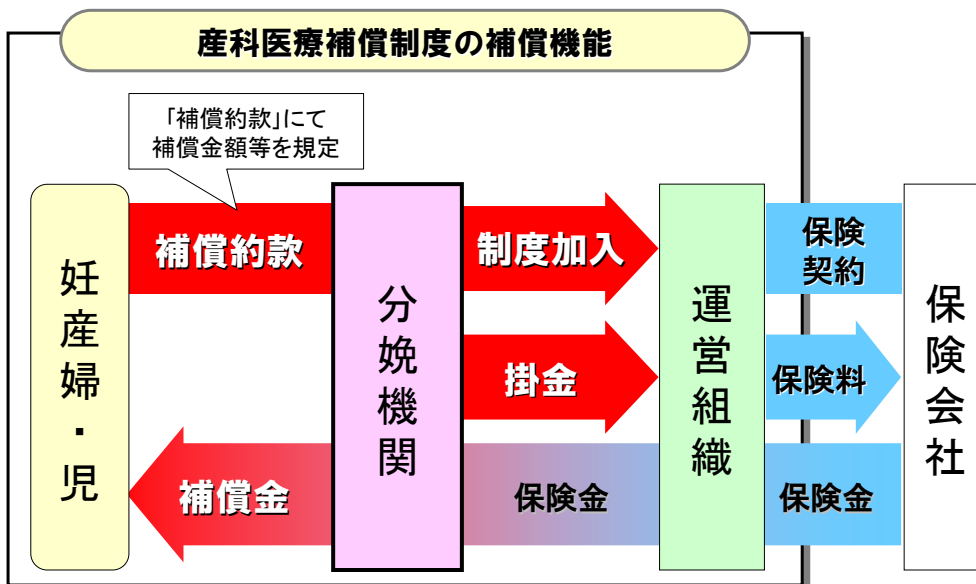 産科医療補償制度の補償機能
「補償約款」にて
補償金額等を規定
妊産婦・児
補償約款
分娩機関
制度加入
運営組織
保険
契約
保険会社
掛金
保険料
補償金
保険金
保険金